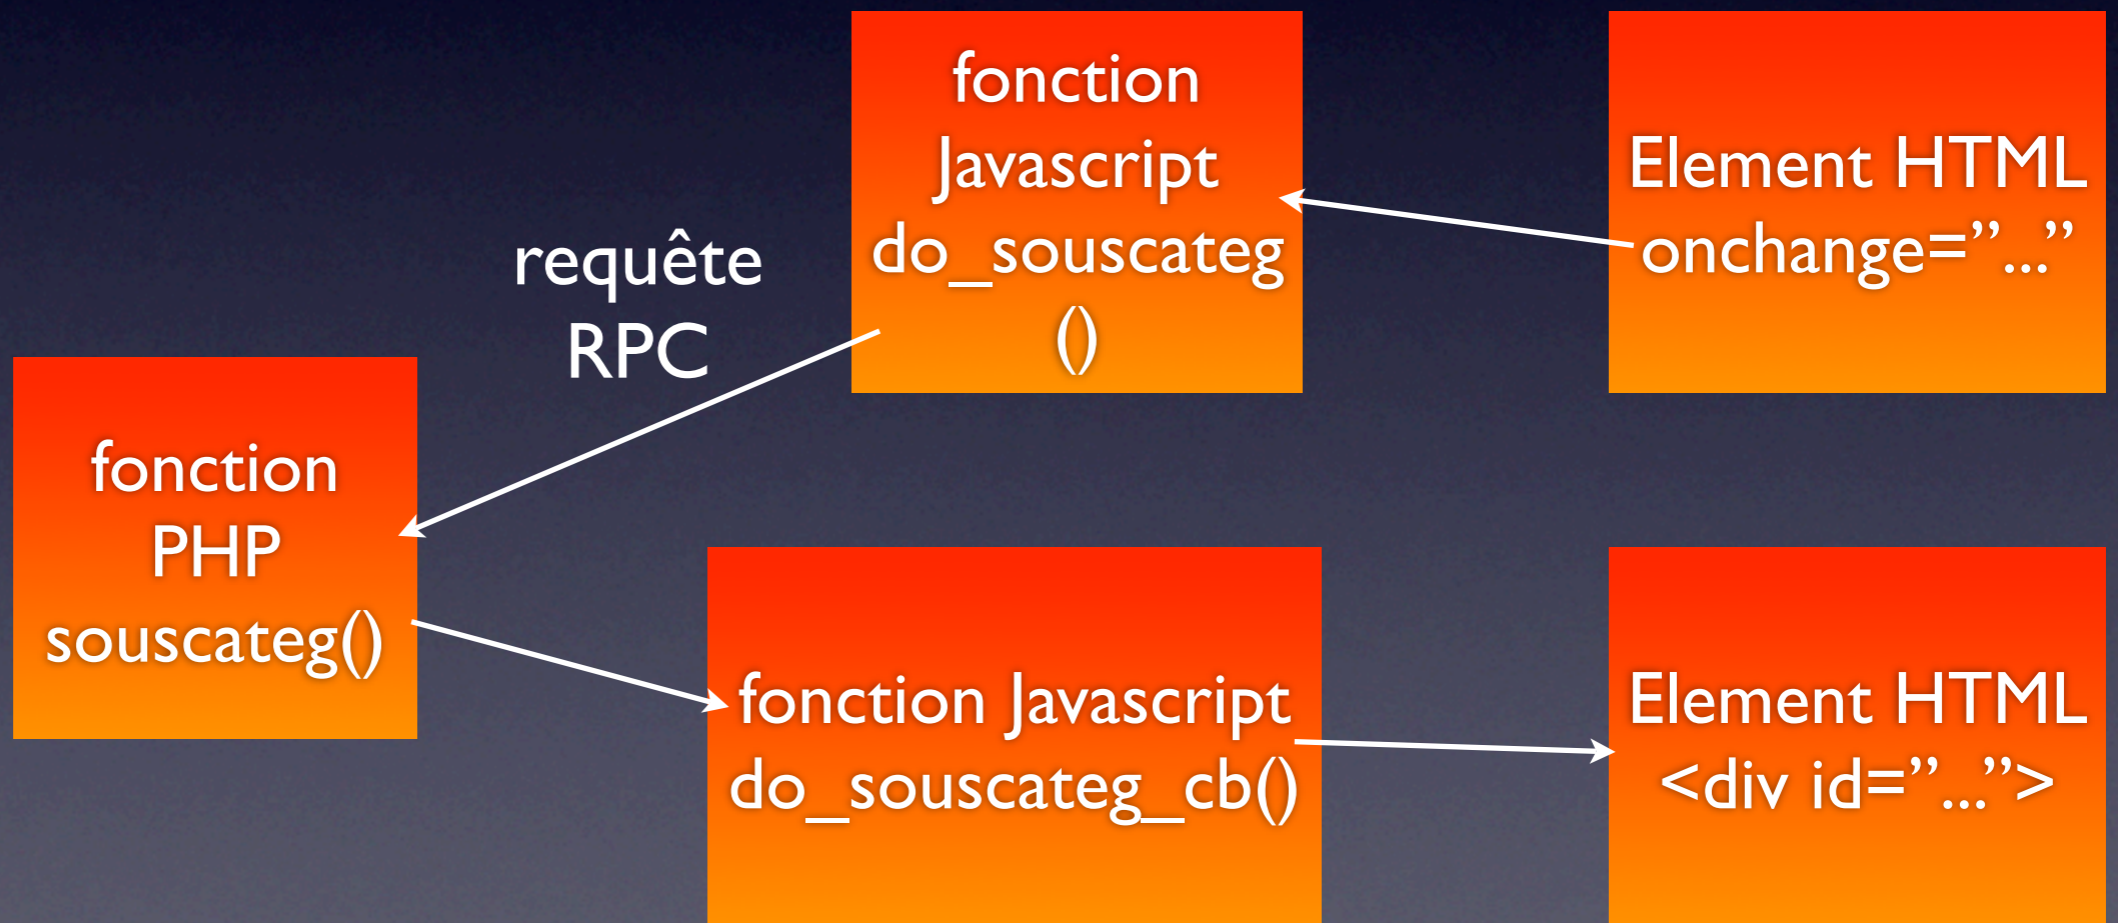 fonction
Javascript
do_souscateg
()
Element HTML
onchange=”...”
requête
RPC
fonction
PHP
souscateg()
fonction Javascript
do_souscateg_cb()
Element HTML
<div id=”...”>